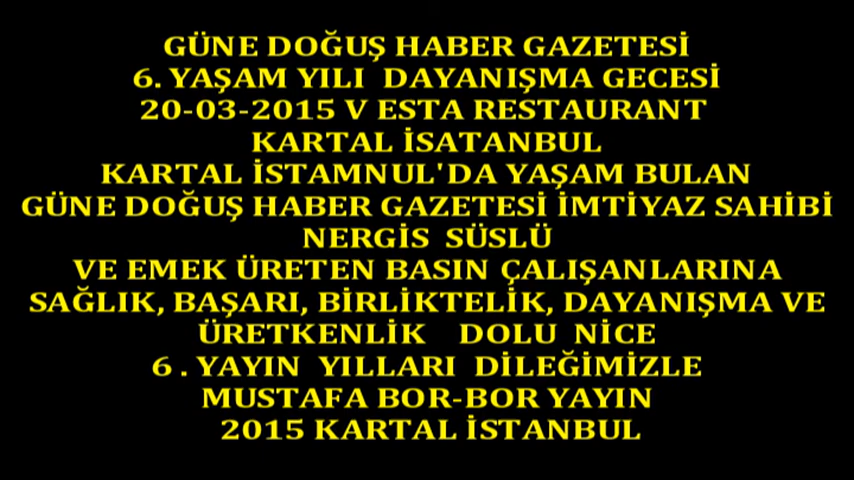 GÜNE DOĞUŞ HABER GAZETESİ
6. YAŞAM YILI DAYANIŞMA GECESİ
20-03-2015 V ESTA RESTAURANT
KARTAL İSATANBUL
KARTAL İSTAMNUL'DA YAŞAM BULAN
GÜNE DOĞUŞ HABER GAZETESİ İMTİYAZ SAHİBİ
NERGİS SÜSLÜ
VE EMEK ÜRETEN BASIN ÇALIŞANLARINA
SAĞLIK, BAŞARI, BİRLİKTELİK, DAYANIŞMA VE
ÜRETKENLİK DOLU NİCE
6 . YAYIN YILLARI DİLEĞİMİZLE
MUSTAFA BOR-BOR YAYIN
2015 KARTAL İSTANBUL